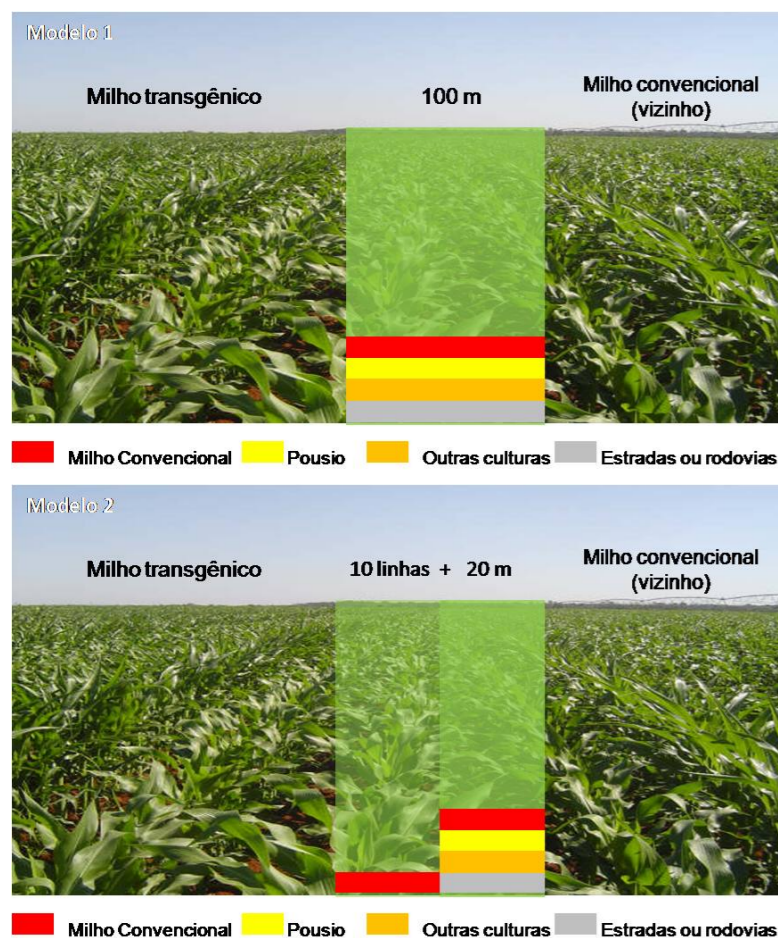 Modelo 1
Milho transgênico
100 m
Milho convencional
(vizinho)
Milho Convencional
Pousio
Outras culturas
Estradas ou rodovias
Modelo 2
Milho transgênico
10 linhas + 20 m
Milho convencional
(vizinho)
Milho Convencional
Pousio
Outras culturas
Estradas ou rodovias